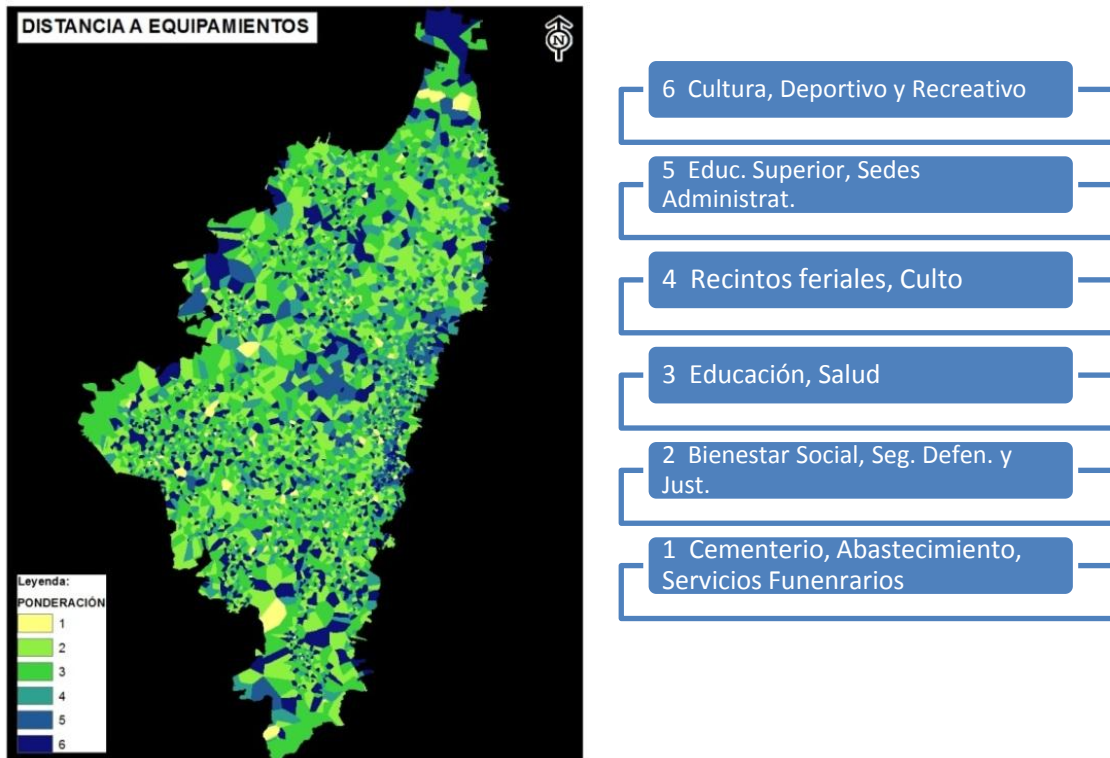 DISTANCIA A EQUIPAMIENTOS
N
Leyenda:
PONDERACIÓN
1
2
3
4
5
6
6 Cultura, Deportivo y Recreativo
5 Educ. Superior, Sedes
Administrat.
4 Recintos feriales, Culto
3 Educación, Salud
2 Bienestar Social, Seg. Defen. y
Just.
1 Cementerio, Abastecimiento,
Servicios Funenrarios